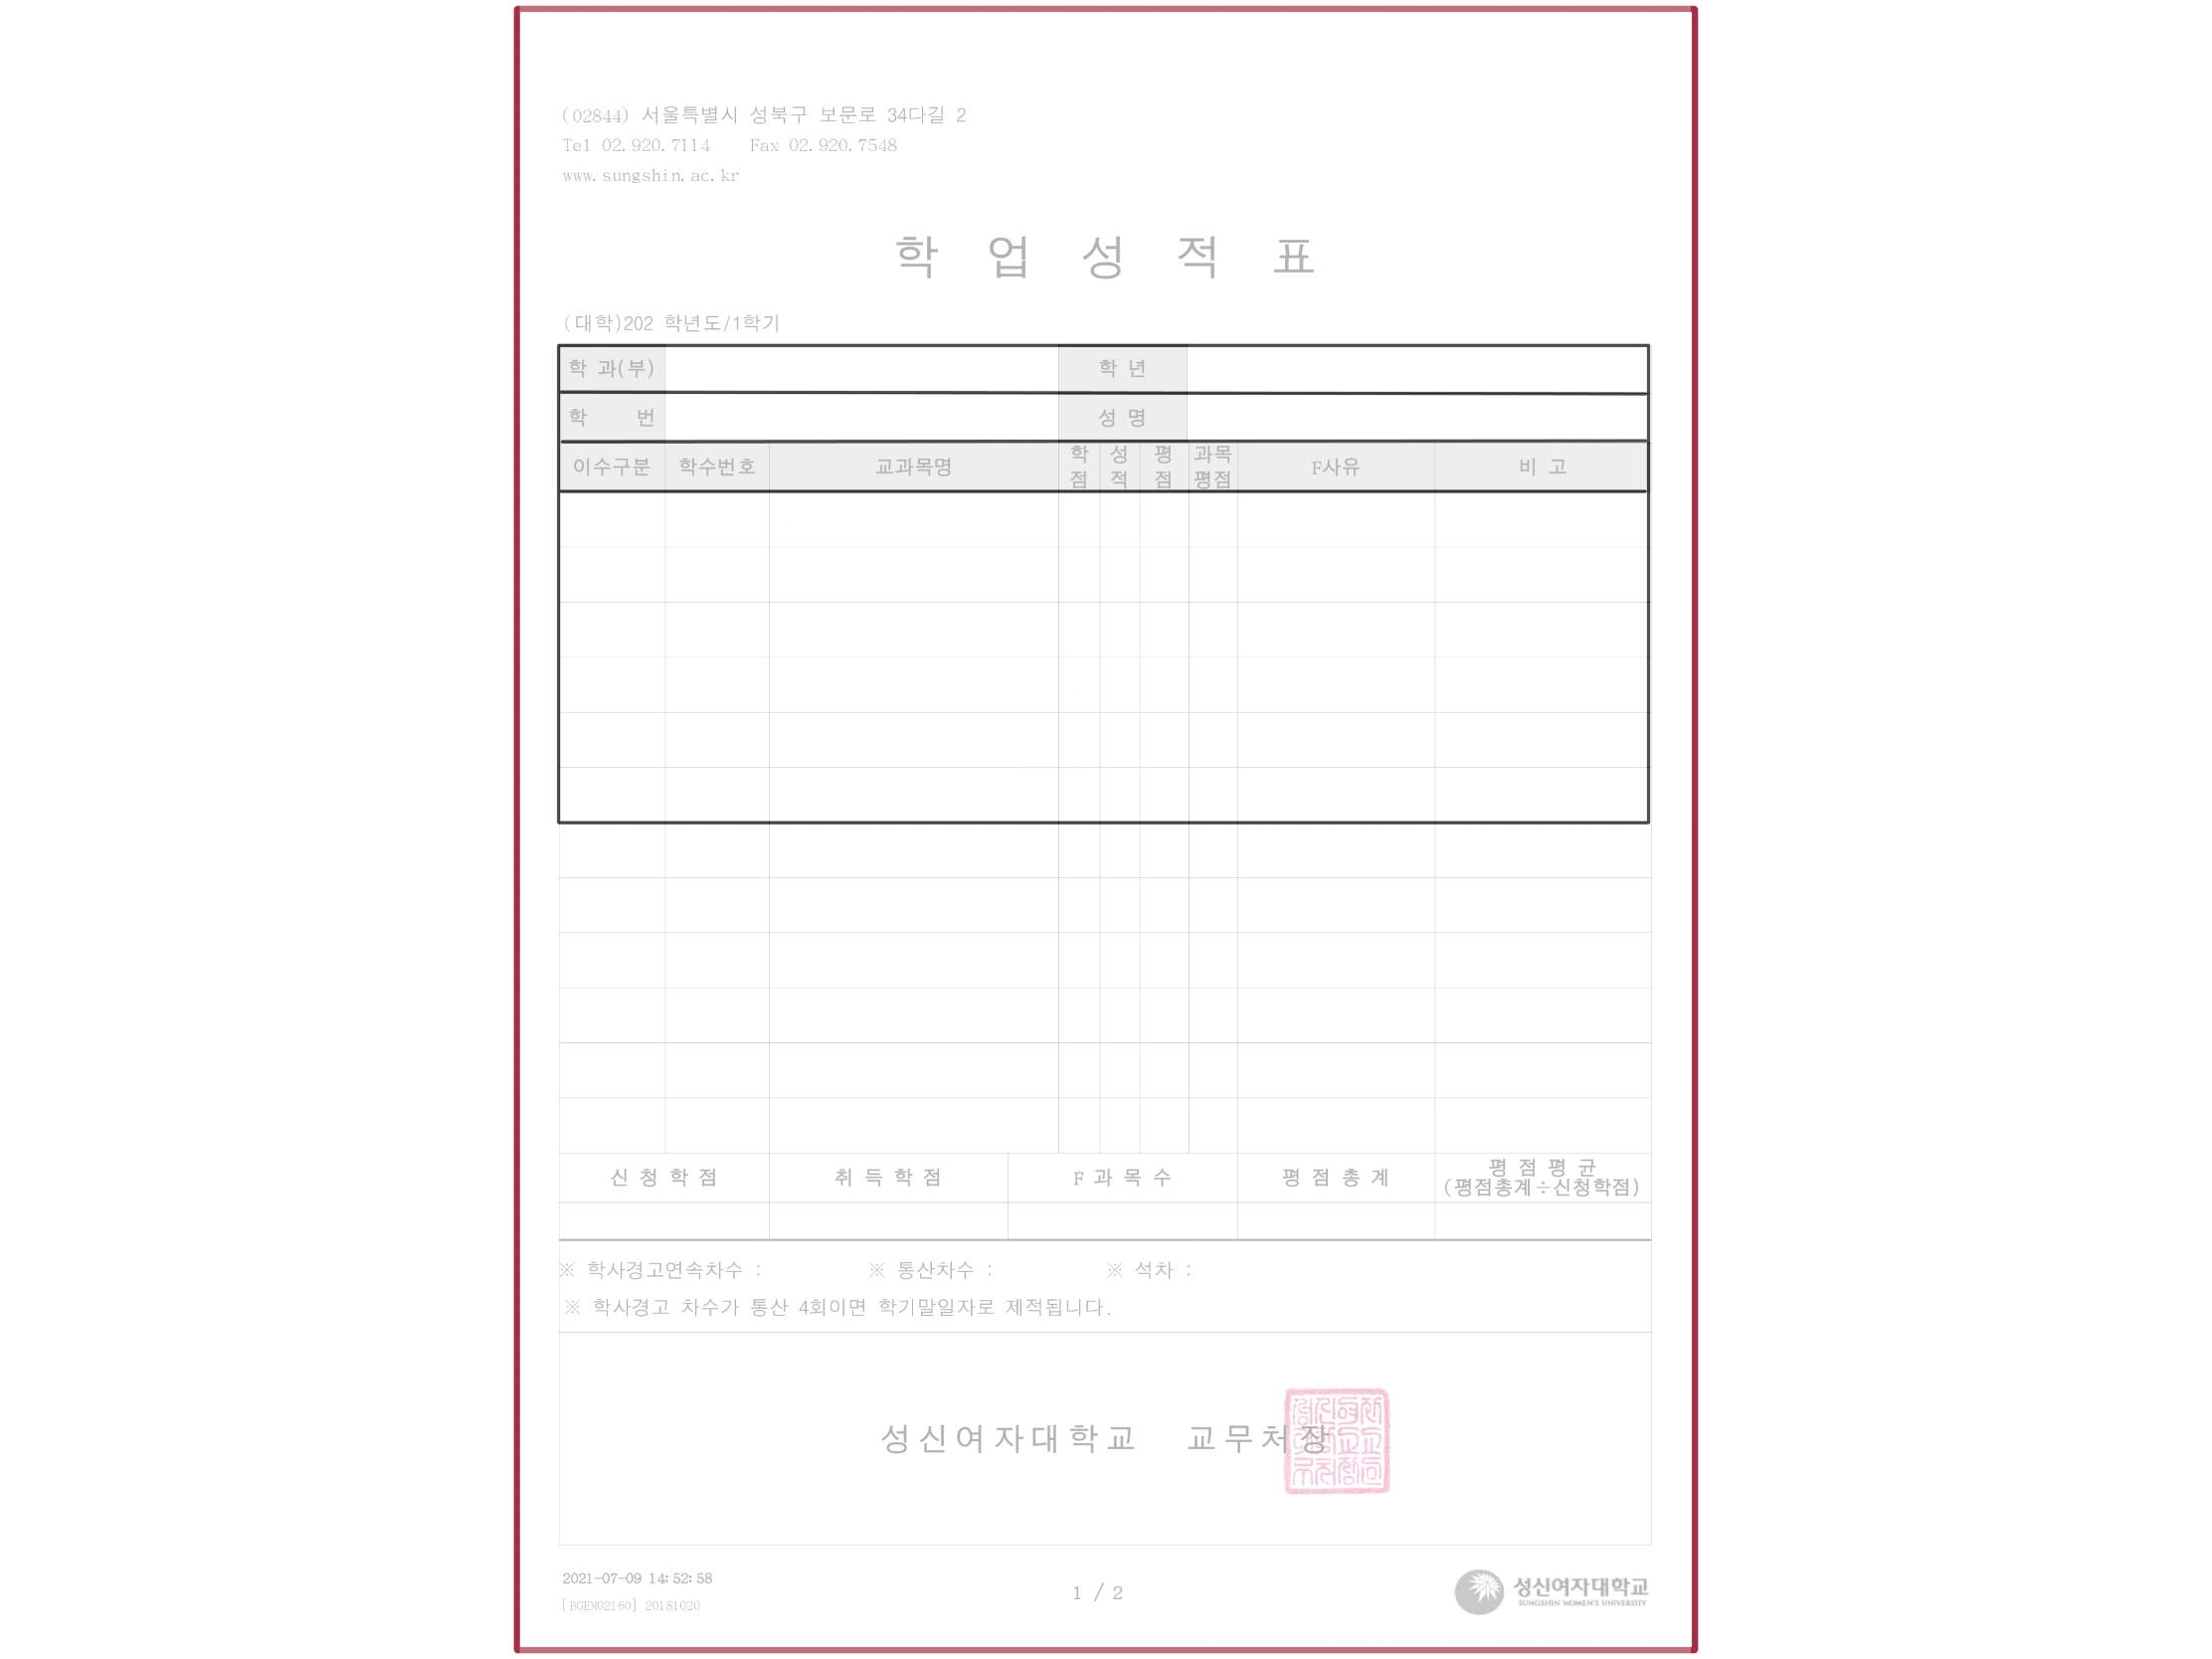 (02844) 서울특별시 성북구 보문로 34다길 2
Tel 02.920.7114 Fax 02.920.7548
www.sungshin.ac.kr
학 업 성 적 표
(대학)202 학년도/1학기
학 과(부) 학 년
학 번 성 명
이수구분 학수번호 교과목명 학점 성적 평점 과목평점 F사유 비 고
신 청 학 점 취 득 학 점 F 과 목 수 평 점 총 계 평 점 평 균
(평점총계÷신청학점)
※ 학사경고연속차수 : ※ 통산차수 : ※ 석차 :
※ 학사경고 차수가 통산 4회이면 학기말일자로 제적됩니다.
성신여자대학교 교무처장
2021-07-09 14:52:58
[BGEM02160] 20181020
1 / 2
성신여자대학교
SUNGSHIN WOMEN'S UNIVERSITY